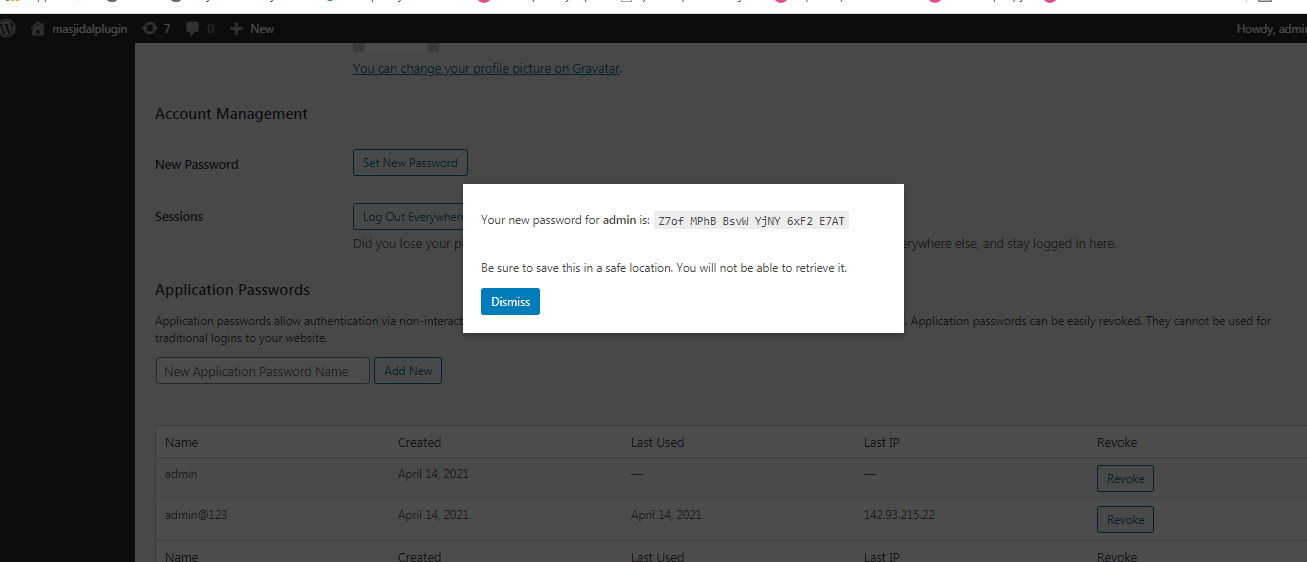 masjidalplugin 7 0 New Howdy, admin
You can change your profile picture on Gravatar.
Account Management
New Password Set New Password
Your new password for admin is: Z7of MPhB BsvW YjNY 6xF2 E7AT
Sessions Log Out Everywhere
Did you lose your everywhere else, and stay logged in here.
Be sure to save this in a safe location. You will not be able to retrieve it.
Application Passwords
Dismiss
Application passwords allow authentication via . Application passwords can be easily revoked. They cannot be used for
traditional logins to your website.
New Application Password Name Add New
Name Created Last Used Last IP Revoke
admin April 14, 2021 — — Revoke
admin@123 April 14, 2021 April 14, 2021 142.93.215.22 Revoke
Name Created Last Used Last IP Revoke